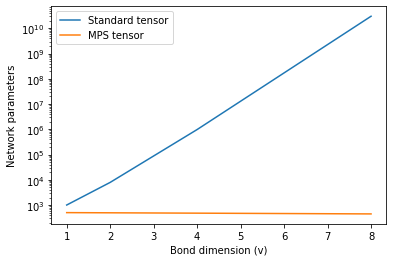 Standard tensor
MPS tensor
Network parameters
10^10
10^9
10^8
10^7
10^6
10^5
10^4
10^3
1 2 3 4 5 6 7 8
Bond dimension (v)